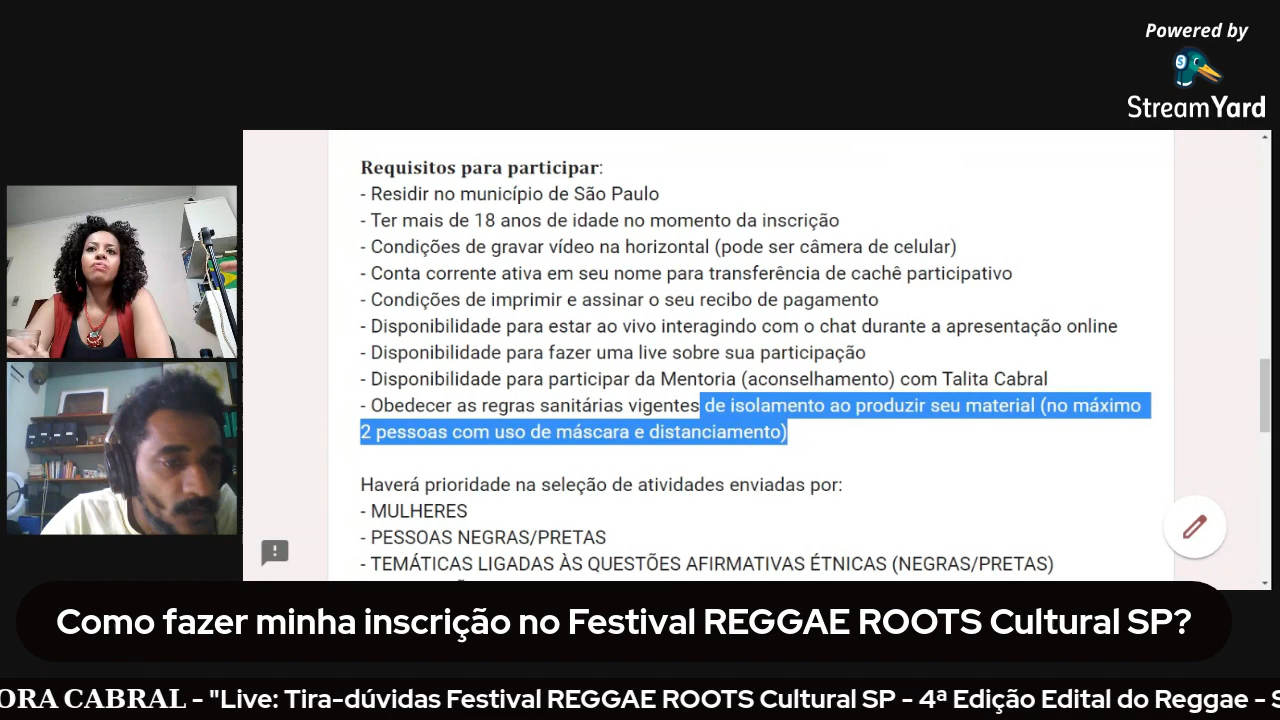 Powered by
StreamYard
Requisitos para participar:
- Residir no município de São Paulo
- Ter mais de 18 anos de idade no momento da inscrição
- Condições de gravar vídeo na horizontal (pode ser câmera de celular)
- Conta corrente ativa em seu nome para transferência de cachê participativo
- Condições de imprimir e assinar o seu recibo de pagamento
- Disponibilidade para estar ao vivo interagindo com o chat durante a apresentação online
- Disponibilidade para fazer uma live sobre sua participação
- Disponibilidade para participar da Mentoria (aconselhamento) com Talita Cabral
- Obedecer as regras sanitárias vigentes de isolamento ao produzir seu material (no máximo
2 pessoas com uso de máscara e distanciamento)
Haverá prioridade na seleção de atividades enviadas por:
- MULHERES
- PESSOAS NEGRAS/PRETAS
- TEMÁTICAS LIGADAS ÀS QUESTÕES AFIRMATIVAS ÉTNICAS (NEGRAS/PRETAS)
Como fazer minha inscrição no Festival REGGAE ROOTS Cultural SP?
ORA CABRAL - "Live: Tira-dúvidas Festival REGGAE ROOTS Cultural SP - 4ª Edição Edital do Reggae - S